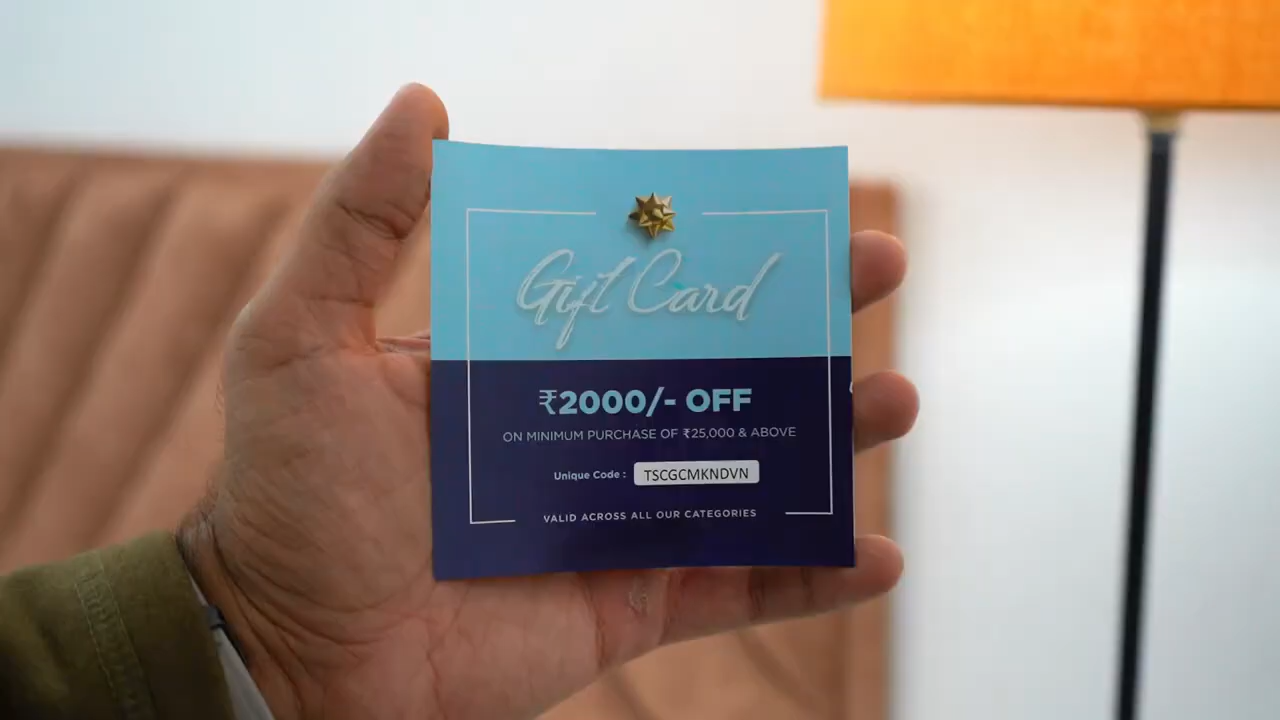 Gift Card
₹2000/- OFF
ON MINIMUM PURCHASE OF ₹25,000 & ABOVE
Unique Code : TSCGCMKNDVN
VALID ACROSS ALL OUR CATEGORIES